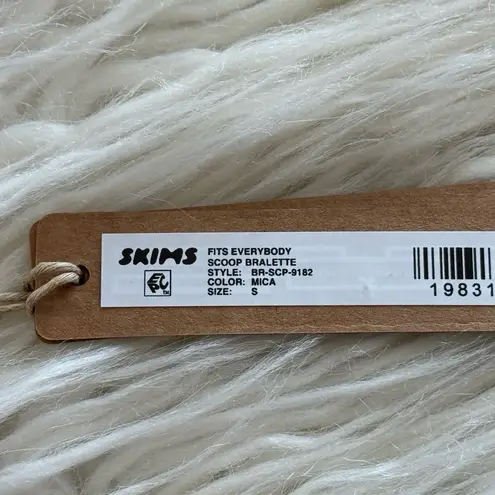 SKIMS
FITS EVERYBODY
SCOOP BRALETTE
STYLE: BR-SCP-9182
COLOR: MICA
SIZE: S
19831